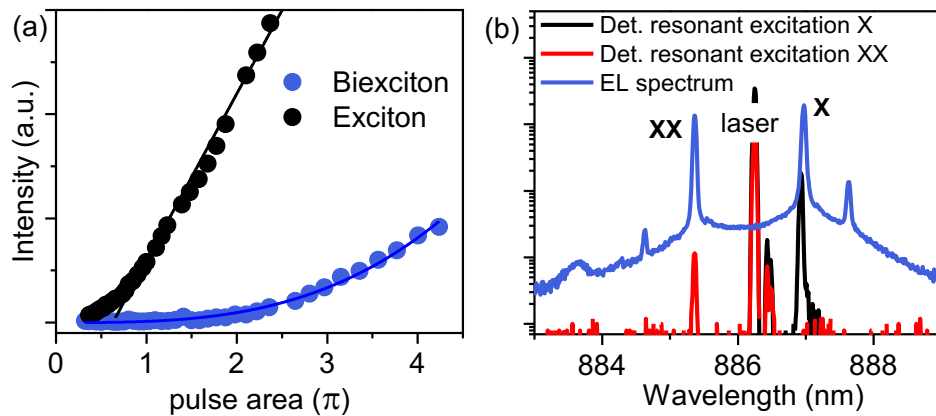 (a)
Intensity (a.u.)
Biexciton
Exciton
0 1 2 3 4
pulse area (π)
(b)
Det. resonant excitation X
Det. resonant excitation XX
EL spectrum
XX
laser
X
884 886 888
Wavelength (nm)